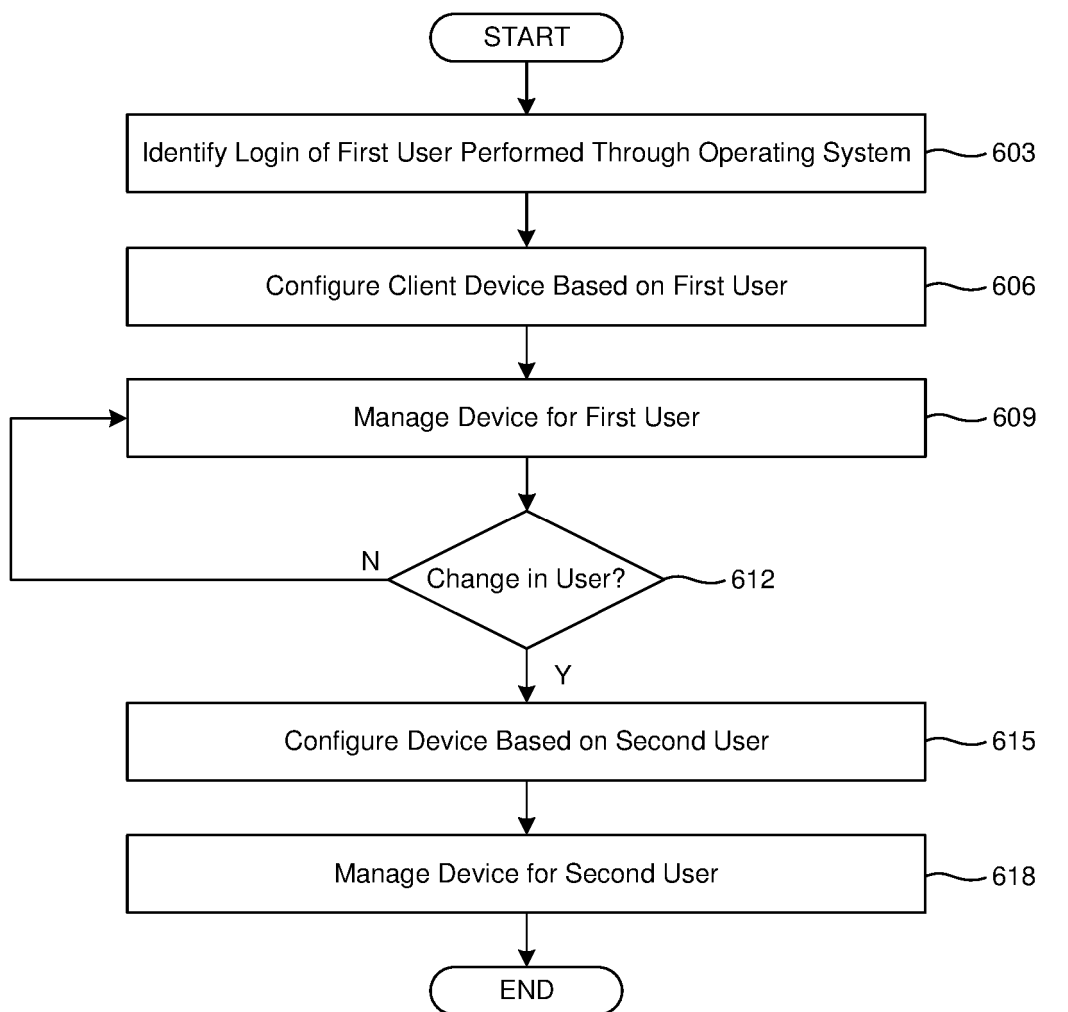 START
Identify Login of First User Performed Through Operating System
603
Configure Client Device Based on First User
606
Manage Device for First User
609
N
Change in User?
612
Y
Configure Device Based on Second User
615
Manage Device for Second User
618
END